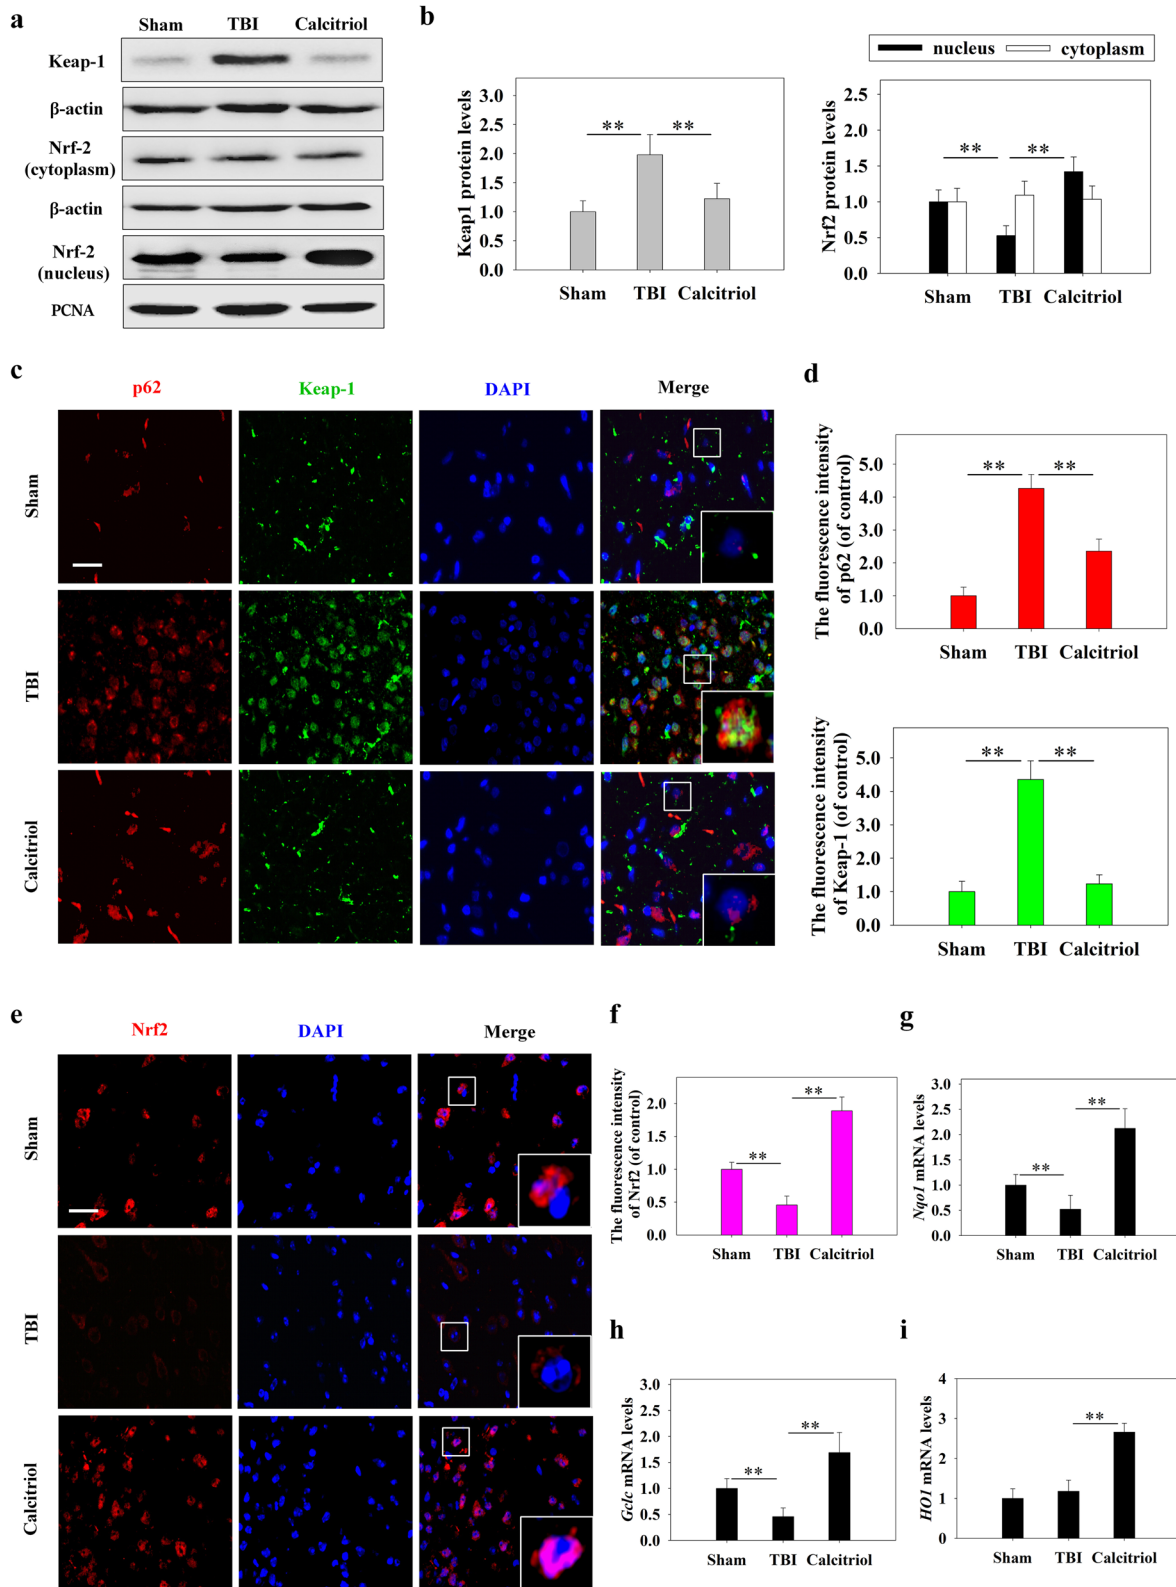 a
Sham TBI Calcitriol
Keap-1
β-actin
Nrf-2
(cytoplasm)
β-actin
Nrf-2
(nucleus)
PCNA
b
Keap1 protein levels
3.0
2.5
2.0
1.5
1.0
0.5
0.0
** **
Sham TBI Calcitriol
nucleus cytoplasm
Nrf2 protein levels
2.5
2.0
1.5
1.0
0.5
0.0
** **
Sham TBI Calcitriol
c
p62 Keap-1 DAPI Merge
Sham
TBI
Calcitriol
d
The fluorescence intensity
of p62 (of control)
5.0
4.0
3.0
2.0
1.0
0.0
** **
Sham TBI Calcitriol
The fluorescence intensity
of Keap-1 (of control)
5.0
4.0
3.0
2.0
1.0
0.0
** **
Sham TBI Calcitriol
e
Nrf2 DAPI Merge
Sham
TBI
Calcitriol
f
The fluorescence intensity
of Nrf2 (of control)
2.0
1.5
1.0
0.5
0.0
** **
Sham TBI Calcitriol
g
Nqo1 mRNA levels
3.0
2.5
2.0
1.5
1.0
0.5
0.0
** **
Sham TBI Calcitriol
h
Gclc mRNA levels
3.0
2.5
2.0
1.5
1.0
0.5
0.0
** **
Sham TBI Calcitriol
i
HO1 mRNA levels
4
3
2
1
0
**
Sham TBI Calcitriol